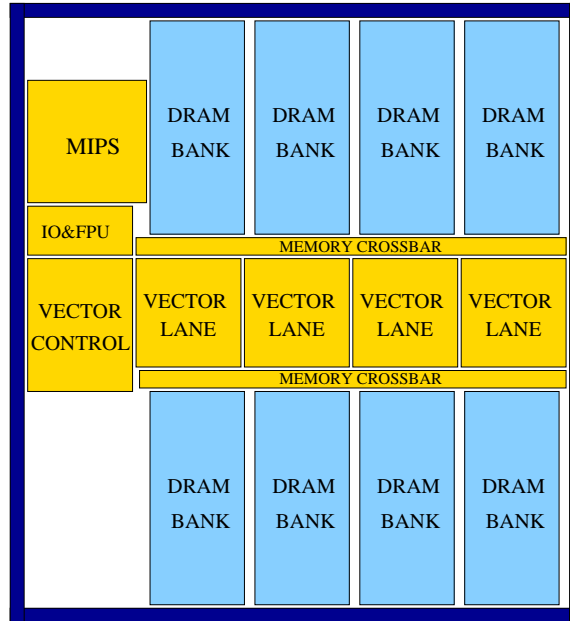 DRAM DRAM DRAM DRAM
MIPS
BANK BANK BANK BANK
IO&FPU
MEMORY CROSSBAR
VECTOR VECTOR VECTOR VECTOR
VECTOR
LANE LANE LANE LANE
CONTROL
MEMORY CROSSBAR
DRAM DRAM DRAM DRAM
BANK BANK BANK BANK